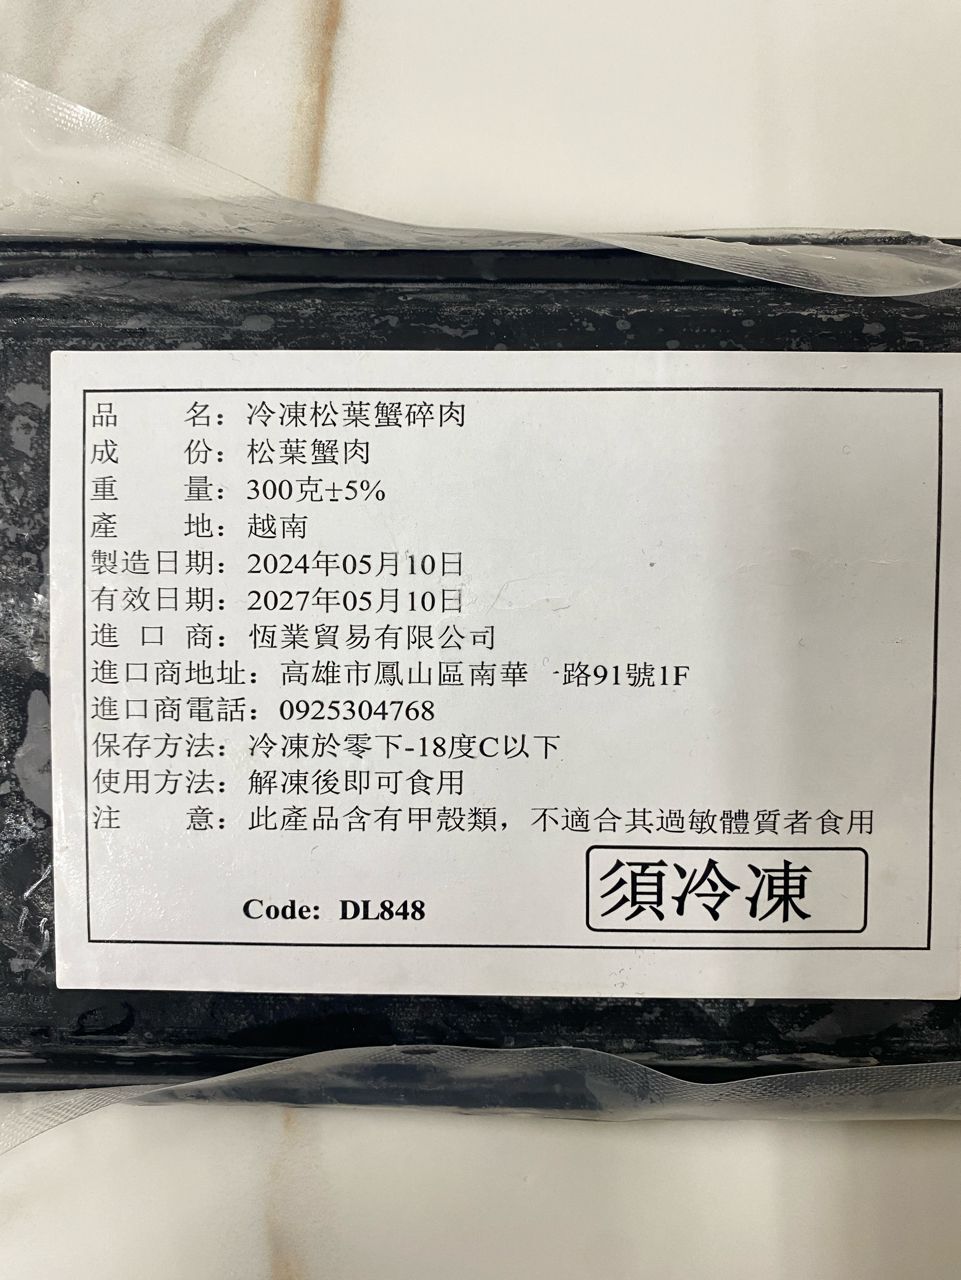 品名：冷凍松葉蟹碎肉
成份：松葉蟹肉
重量：300克±5%
產地：越南
製造日期：2024年05月10日
有效日期：2027年05月10日
進口商：恆業貿易有限公司
進口商地址：高雄市鳳山區南華一路91號1F
進口商電話：0925304768
保存方法：冷凍於零下-18度C以下
使用方法：解凍後即可食用
注意：此產品含有甲殼類，不適合其過敏體質者食用
須冷凍
Code: DL848